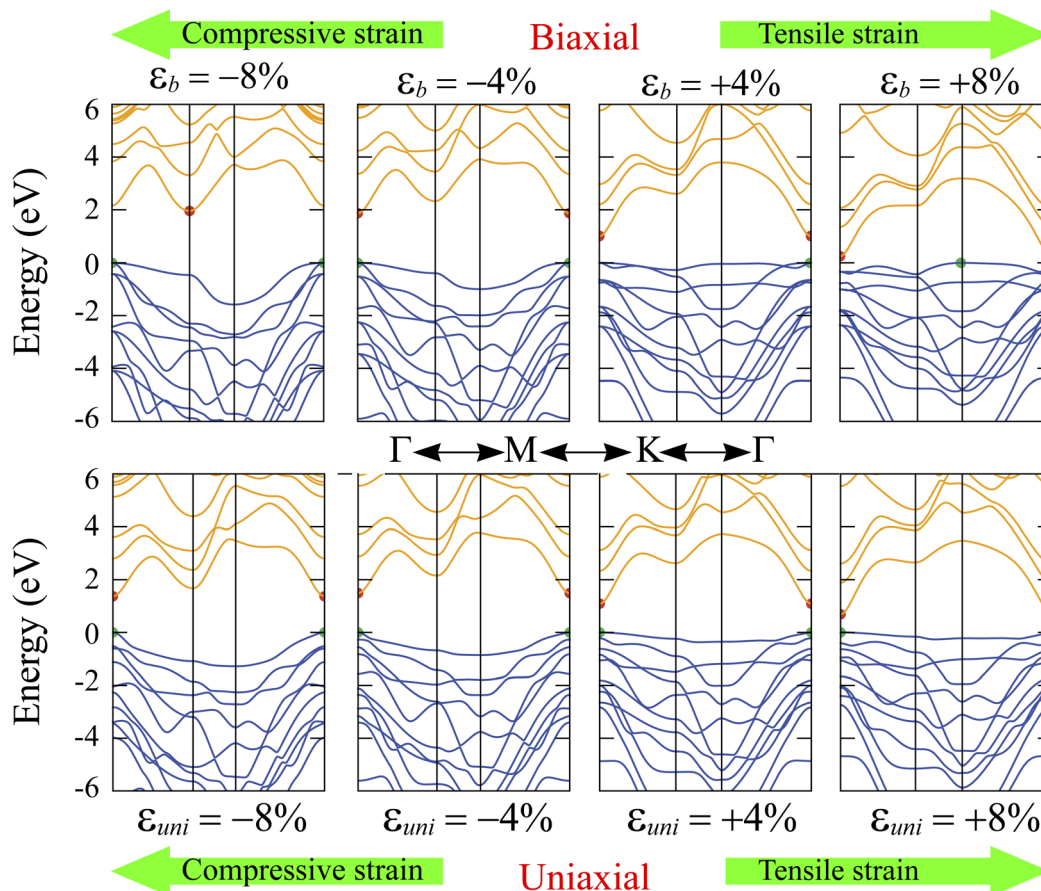 Compressive strain Biaxial Tensile strain
εb = −8% εb = −4% εb = +4% εb = +8%
Energy (eV)
6
4
2
0
-2
-4
-6
Γ M K Γ
Energy (eV)
6
4
2
0
-2
-4
-6
εuni = −8% εuni = −4% εuni = +4% εuni = +8%
Compressive strain Uniaxial Tensile strain